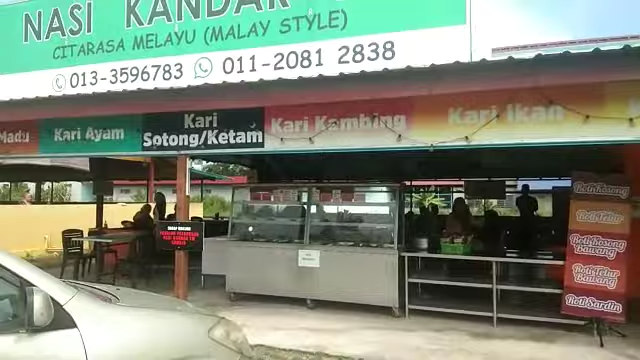 NASI KANDAR
CITARASA MELAYU (MALAY STYLE)
013-3596783 011-2081 2838
Madu
Kari Ayam
Kari
Sotong/Ketam
Kari Kambing
Kari Ikan
Roti Kosong
Roti Telur
Roti Kosong
Bawang
Roti Telur
Bawang
Roti Sardin